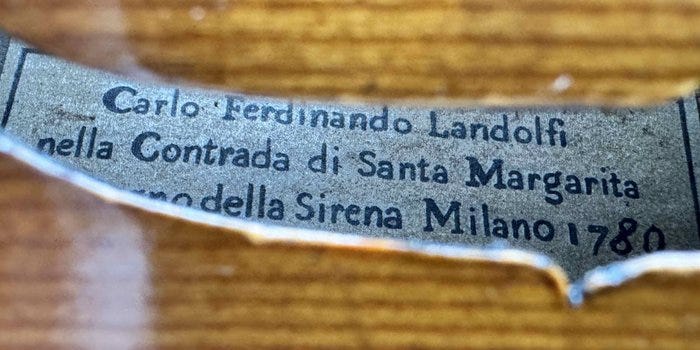 Carlo Ferdinando Landolfi
nella Contrada di Santa Margarita
della Sirena Milano 1780